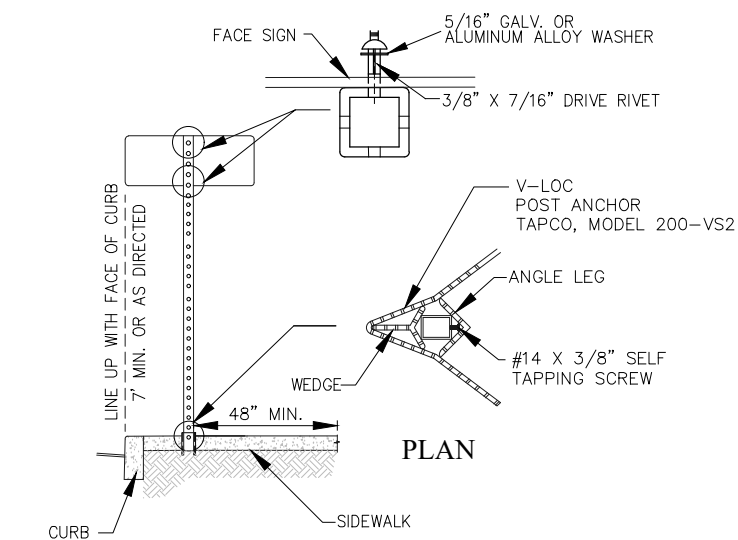 5/16" GALV. OR
ALUMINUM ALLOY WASHER
FACE SIGN
3/8" X 7/16" DRIVE RIVET
LINE UP WITH FACE OF CURB
7' MIN. OR AS DIRECTED
V-LOC
POST ANCHOR
TAPCO, MODEL 200-VS2
ANGLE LEG
#14 X 3/8" SELF
TAPPING SCREW
WEDGE
48" MIN.
PLAN
SIDEWALK
CURB